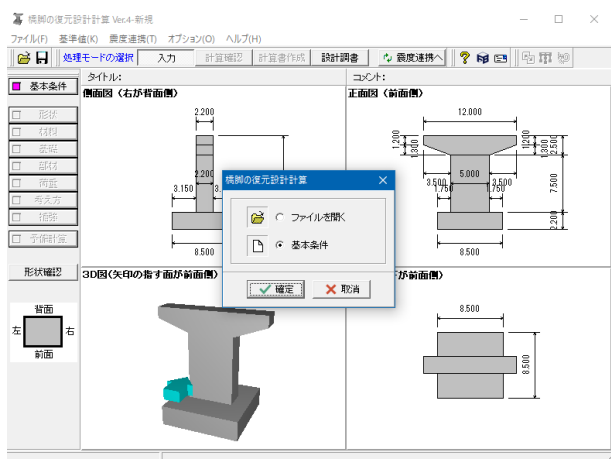 橋脚の復元設計計算 Ver.4-新規
ファイル(F) 基準値(K) 震度連携(T) オプション(O) ヘルプ(H)
処理モードの選択 入力 計算確認 計算書作成 設計調書 震度連携へ
基本条件
形状
材料
基礎
部材
荷重
考え方
補強
予備計算
形状確認
背面
左 右
前面
タイトル:
コメント:
側面図（右が背面側）
2.200
2.200
3.150
8.500
正面図（前面側）
12.000
1.200
1.300
1.200
1.300
2.500
5.000
3.500
1.750
3.500
1.750
7.500
2.200
8.500
橋脚の復元設計計算
ファイルを開く
基本条件
確定 取消
3D図(矢印の指す面が前面側)
が前面側)
8.500
8.500